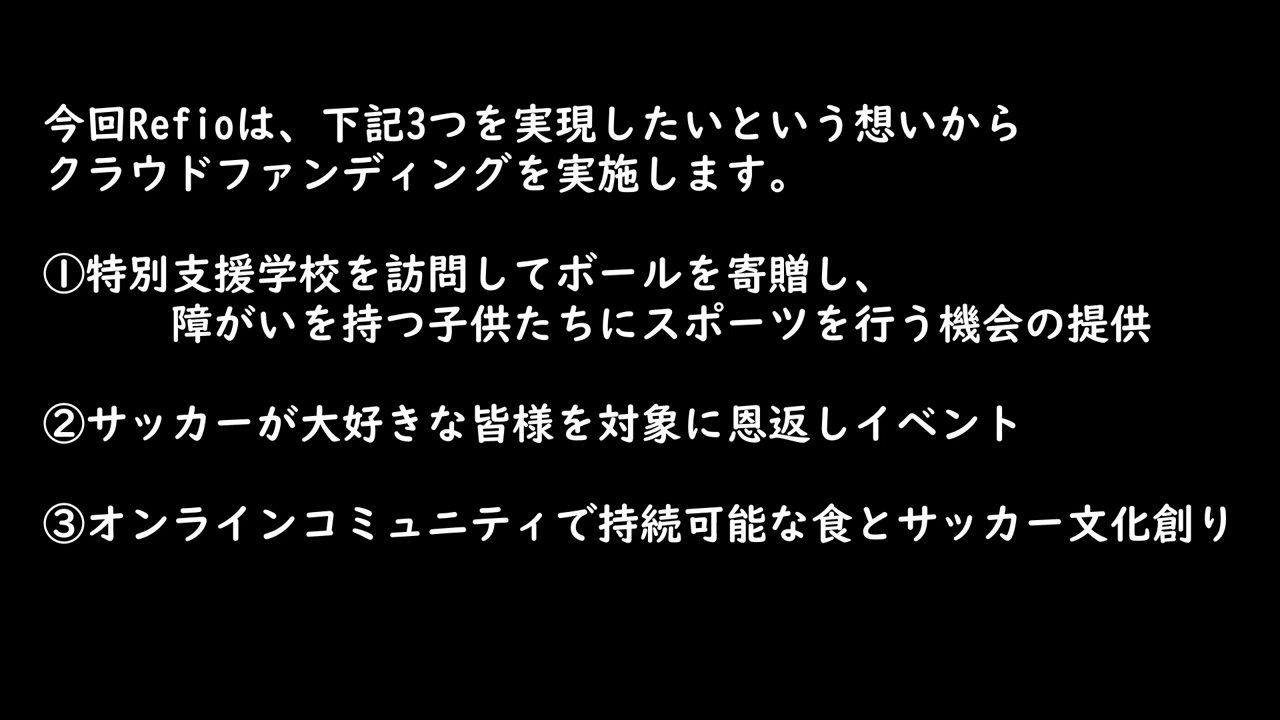 今回Refioは、下記3つを実現したいという想いから
クラウドファンディングを実施します。
①特別支援学校を訪問してボールを寄贈し、
障がいを持つ子供たちにスポーツを行う機会の提供
②サッカーが大好きな皆様を対象に恩返しイベント
③オンラインコミュニティで持続可能な食とサッカー文化創り